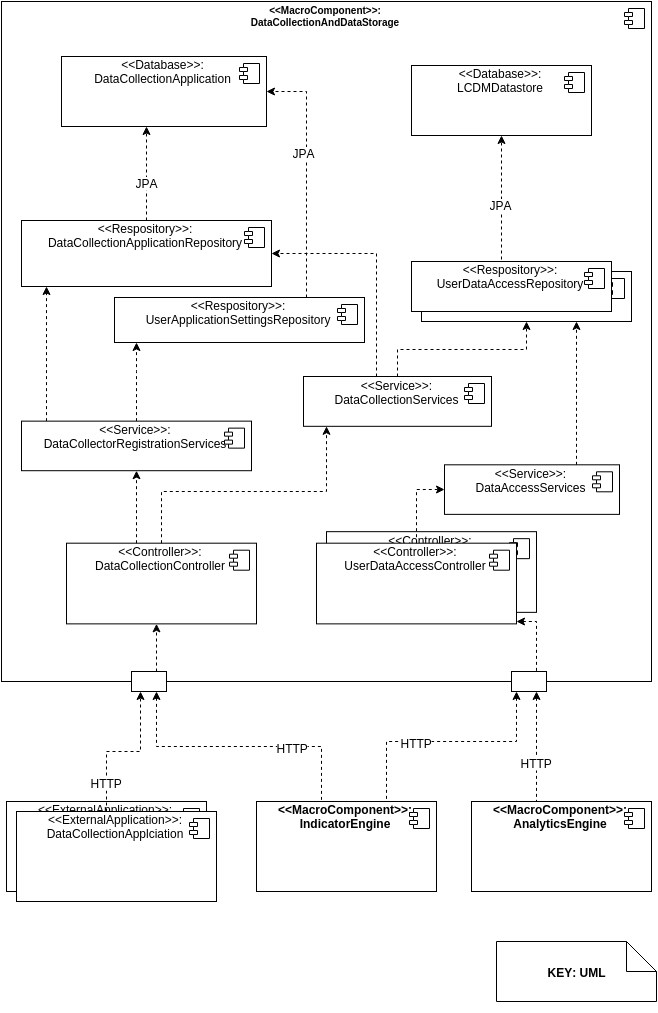 <<MacroComponent>>:
DataCollectionAndDataStorage
<<Database>>:
DataCollectionApplication
<<Database>>:
LCDMDatastore
JPA
JPA
JPA
<<Respository>>:
DataCollectionApplicationRepository
<<Respository>>:
UserDataAccessRepository
<<Respository>>:
UserApplicationSettingsRepository
<<Service>>:
DataCollectionServices
<<Service>>:
DataCollectorRegistrationServices
<<Service>>:
DataAccessServices
<<Controller>>:
<<Controller>>:
DataCollectionController
<<Controller>>:
UserDataAccessController
HTTP
HTTP
HTTP
HTTP
<<ExternalApplication>>:
<<ExternalApplication>>:
DataCollectionApplciation
<<MacroComponent>>:
IndicatorEngine
<<MacroComponent>>:
AnalyticsEngine
KEY: UML